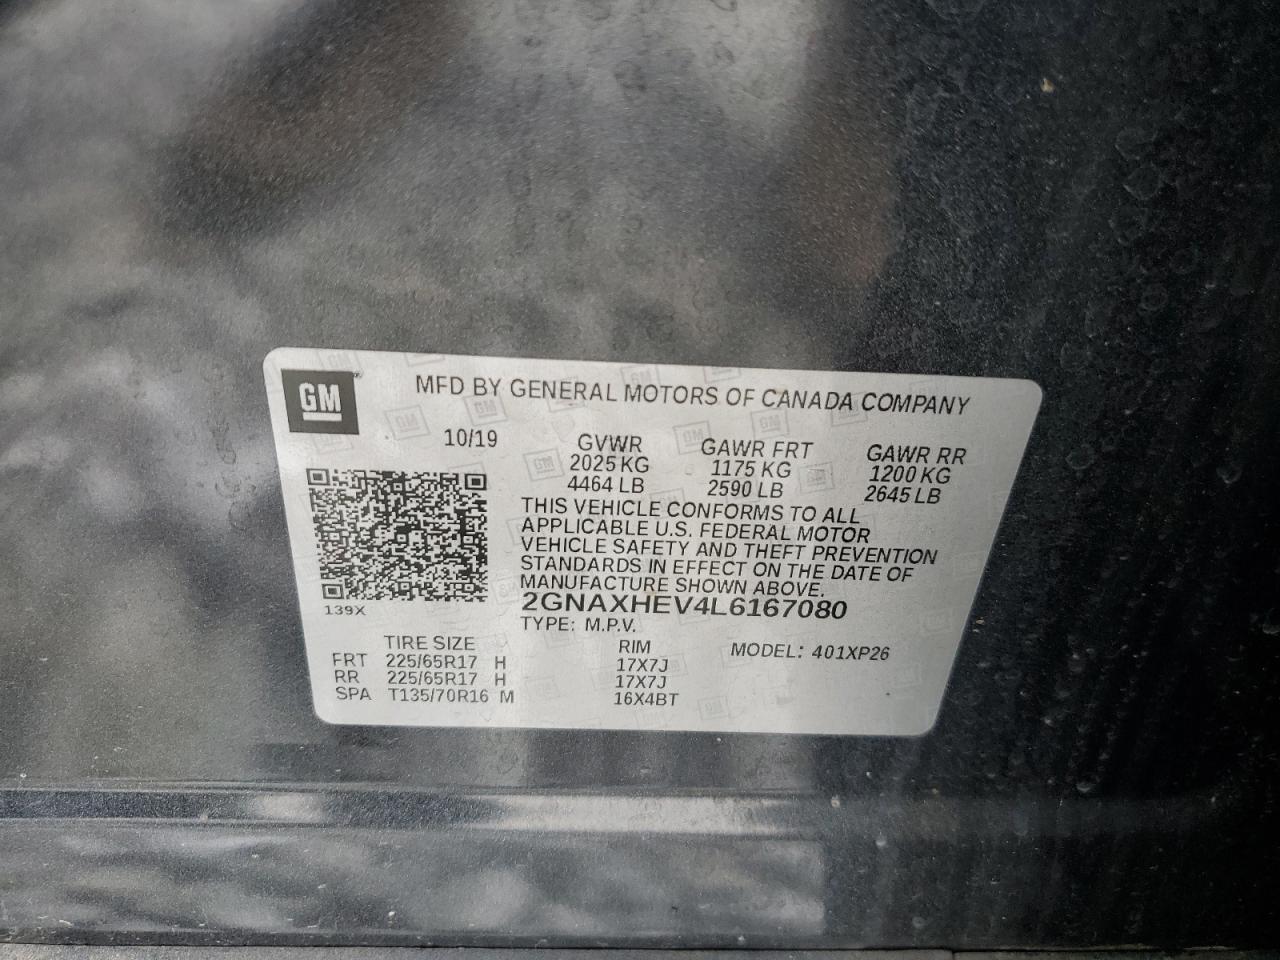 GM
MFD BY GENERAL MOTORS OF CANADA COMPANY
10/19
GVWR
2025 KG
4464 LB
GAWR FRT
1175 KG
2590 LB
GAWR RR
1200 KG
2645 LB
THIS VEHICLE CONFORMS TO ALL
APPLICABLE U.S. FEDERAL MOTOR
VEHICLE SAFETY AND THEFT PREVENTION
STANDARDS IN EFFECT ON THE DATE OF
MANUFACTURE SHOWN ABOVE.
2GNAXHEV4L6167080
TYPE: M.P.V.
139X
TIRE SIZE RIM MODEL: 401XP26
FRT 225/65R17 H 17X7J
RR 225/65R17 H 17X7J
SPA T135/70R16 M 16X4BT